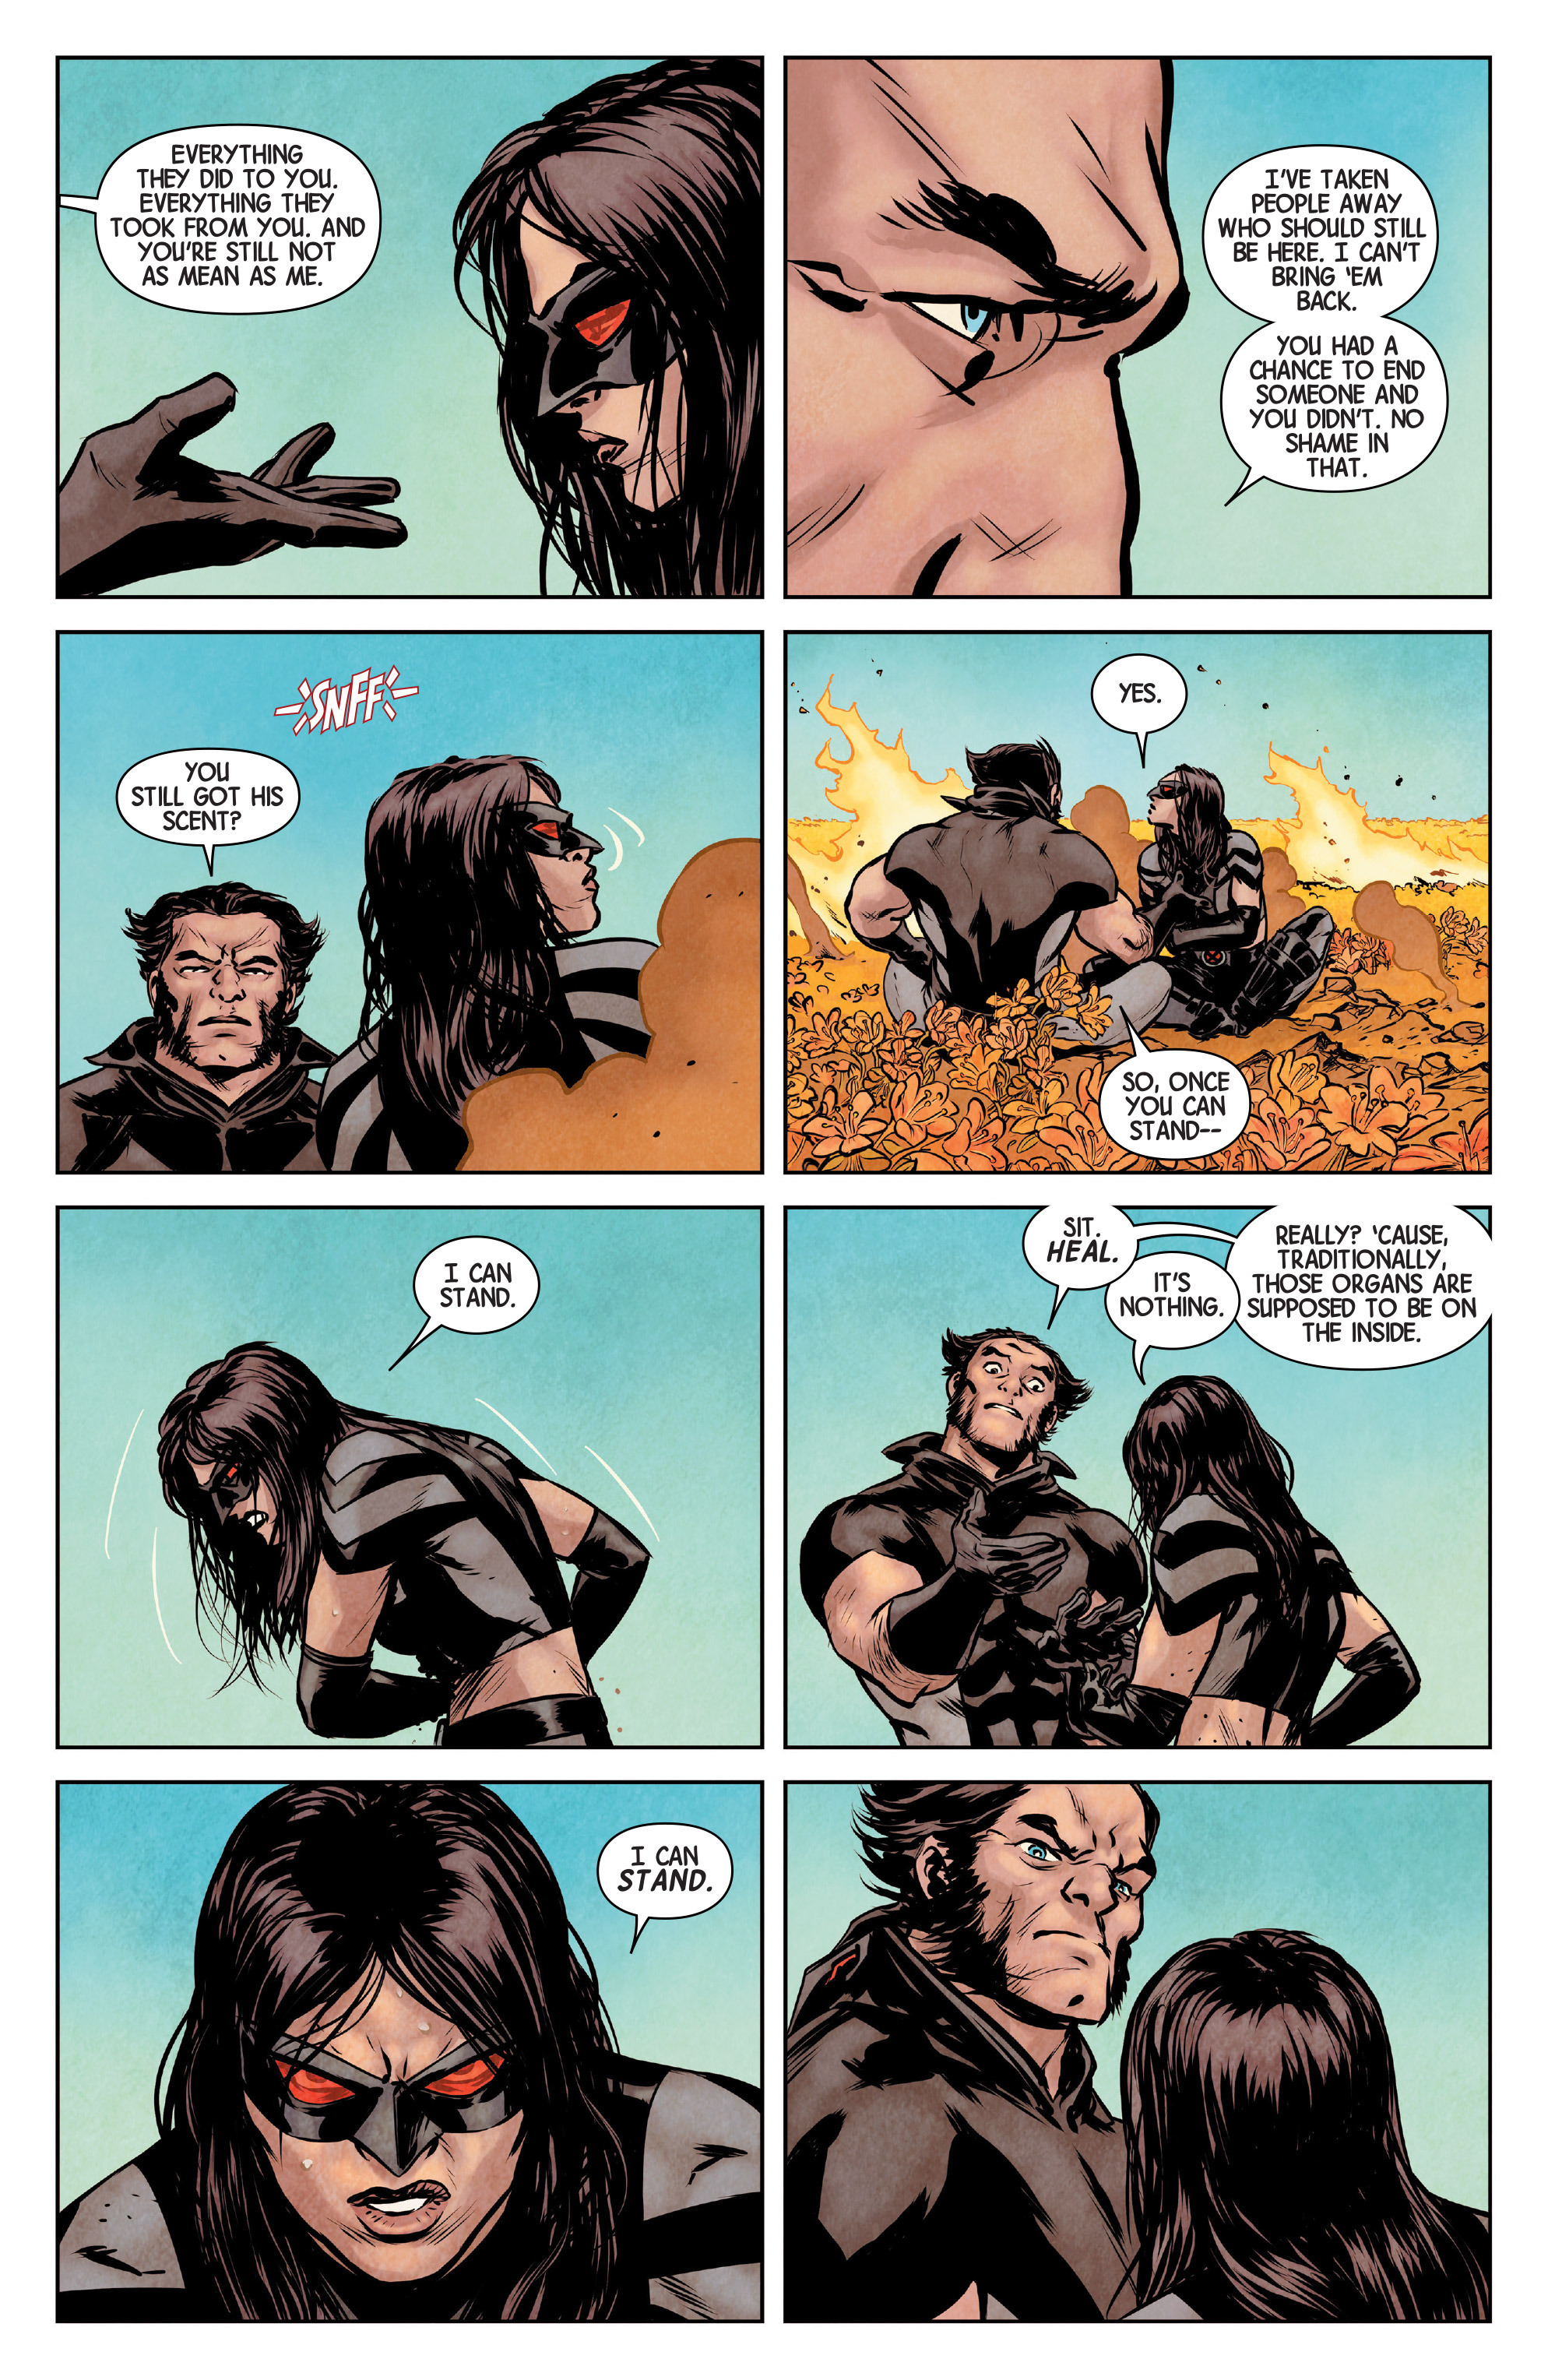 EVERYTHING
THEY DID TO YOU.
EVERYTHING THEY
TOOK FROM YOU. AND
YOU'RE STILL NOT
AS MEAN AS ME.
I'VE TAKEN
PEOPLE AWAY
WHO SHOULD STILL
BE HERE. I CAN'T
BRING 'EM
BACK.
YOU HAD A
CHANCE TO END
SOMEONE AND
YOU DIDN'T. NO
SHAME IN
THAT.
SNFF
YOU
STILL GOT HIS
SCENT?
YES.
SO, ONCE
YOU CAN
STAND--
I CAN
STAND.
SIT.
HEAL.
IT'S
NOTHING.
REALLY? 'CAUSE,
TRADITIONALLY,
THOSE ORGANS ARE
SUPPOSED TO BE ON
THE INSIDE.
I CAN
STAND.